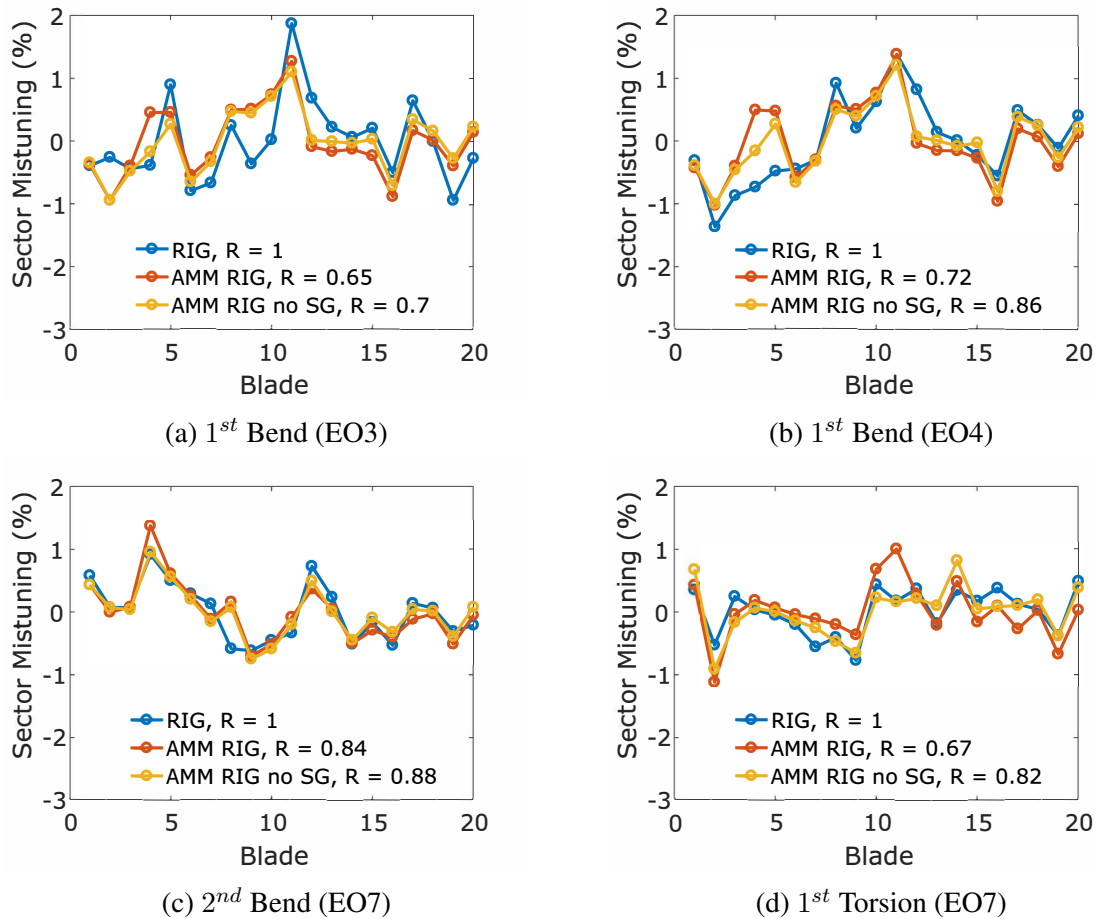 2
1
0
-1
-2
-3
Sector Mistuning (%)
RIG, R = 1
AMM RIG, R = 0.65
AMM RIG no SG, R = 0.7
0 5 10 15 20
Blade
(a) 1st Bend (EO3)
2
1
0
-1
-2
-3
Sector Mistuning (%)
RIG, R = 1
AMM RIG, R = 0.72
AMM RIG no SG, R = 0.86
0 5 10 15 20
Blade
(b) 1st Bend (EO4)
2
1
0
-1
-2
-3
Sector Mistuning (%)
RIG, R = 1
AMM RIG, R = 0.84
AMM RIG no SG, R = 0.88
0 5 10 15 20
Blade
(c) 2nd Bend (EO7)
2
1
0
-1
-2
-3
Sector Mistuning (%)
RIG, R = 1
AMM RIG, R = 0.67
AMM RIG no SG, R = 0.82
0 5 10 15 20
Blade
(d) 1st Torsion (EO7)